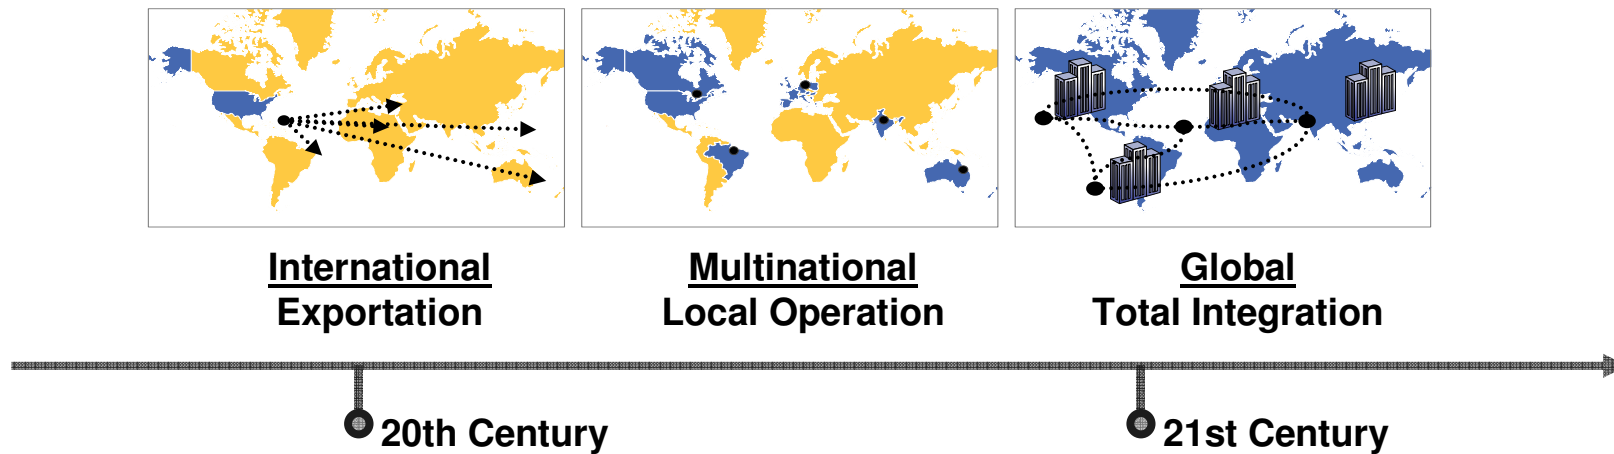 International
Exportation
Multinational
Local Operation
Global
Total Integration
20th Century
21st Century